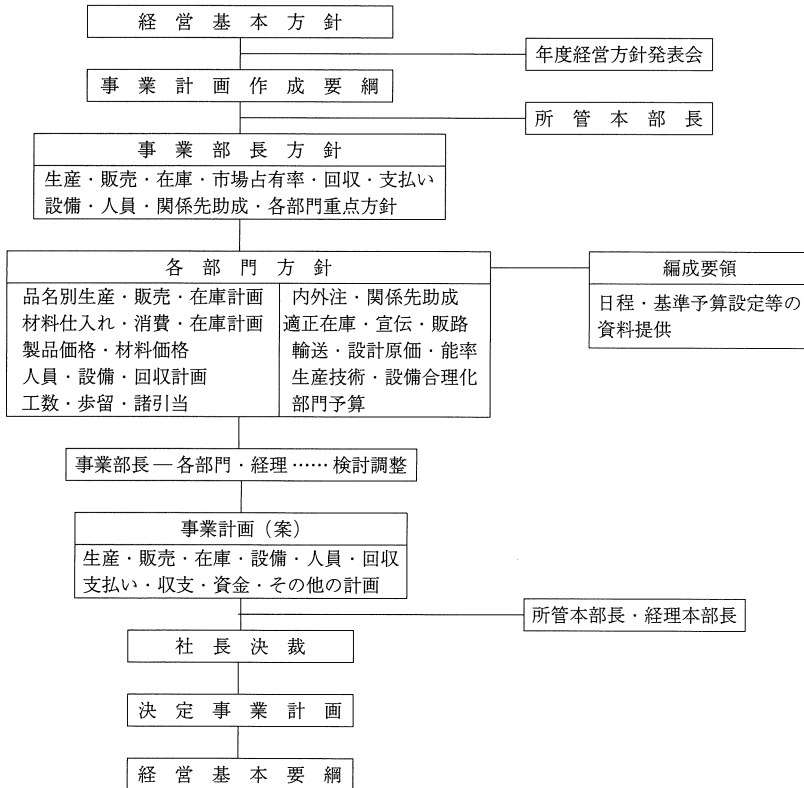 経営基本方針
年度経営方針発表会
事業計画作成要綱
所管本部長
事業部長方針
生産・販売・在庫・市場占有率・回収・支払い
設備・人員・関係先助成・各部門重点方針
各部門方針
品名別生産・販売・在庫計画
材料仕入れ・消費・在庫計画
製品価格・材料価格
人員・設備・回収計画
工数・歩留・諸引当
内外注・関係先助成
適正在庫・宣伝・販路
輸送・設計原価・能率
生産技術・設備合理化
部門予算
編成要領
日程・基準予算設定等の
資料提供
事業部長―各部門・経理……検討調整
事業計画（案）
生産・販売・在庫・設備・人員・回収
支払い・収支・資金・その他の計画
所管本部長・経理本部長
社長決裁
決定事業計画
経営基本要綱